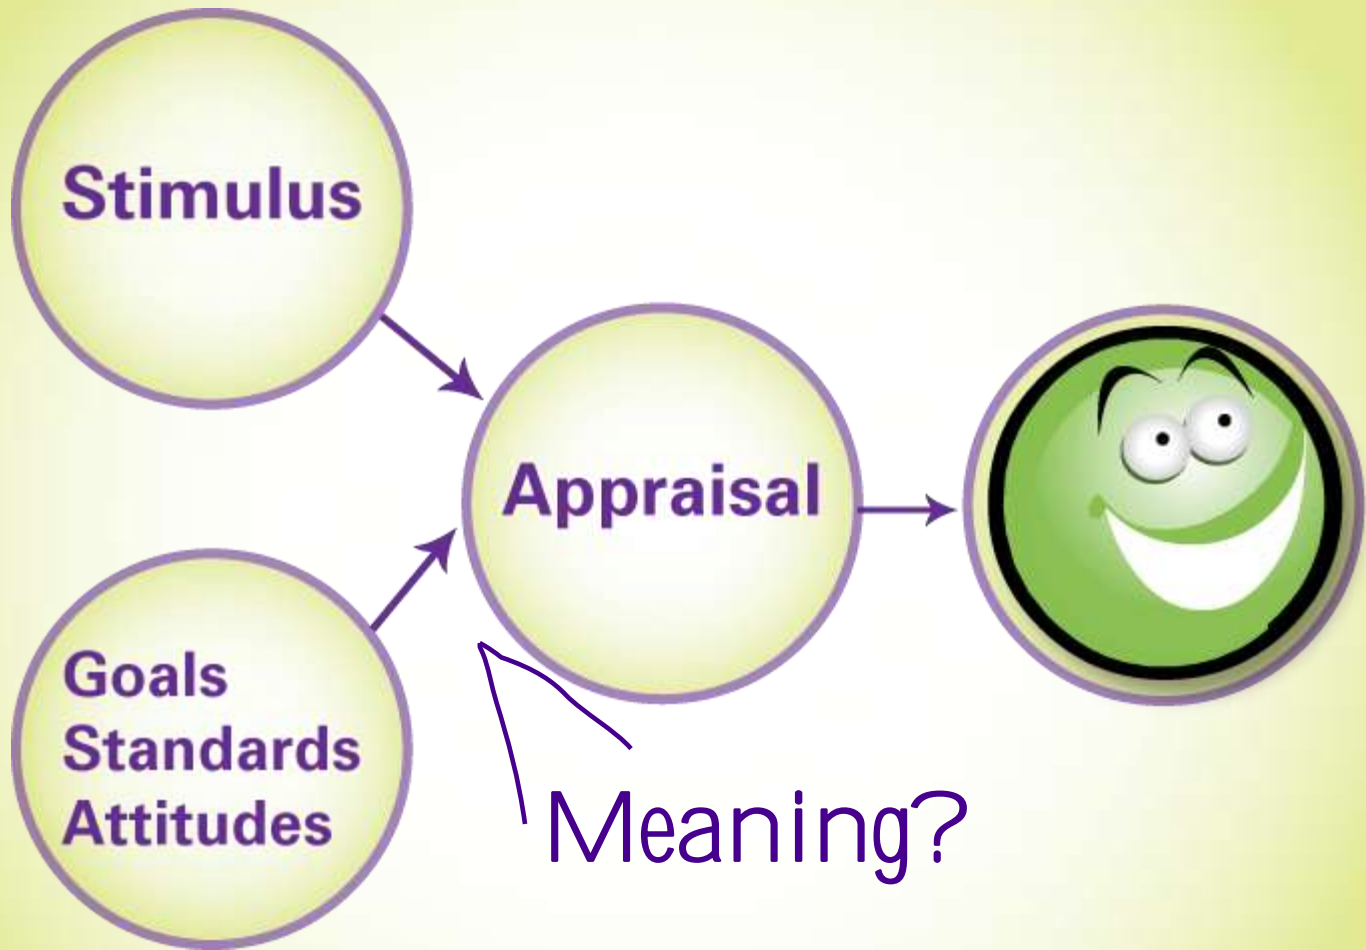 Stimulus
Appraisal
Goals
Standards
Attitudes
Meaning?